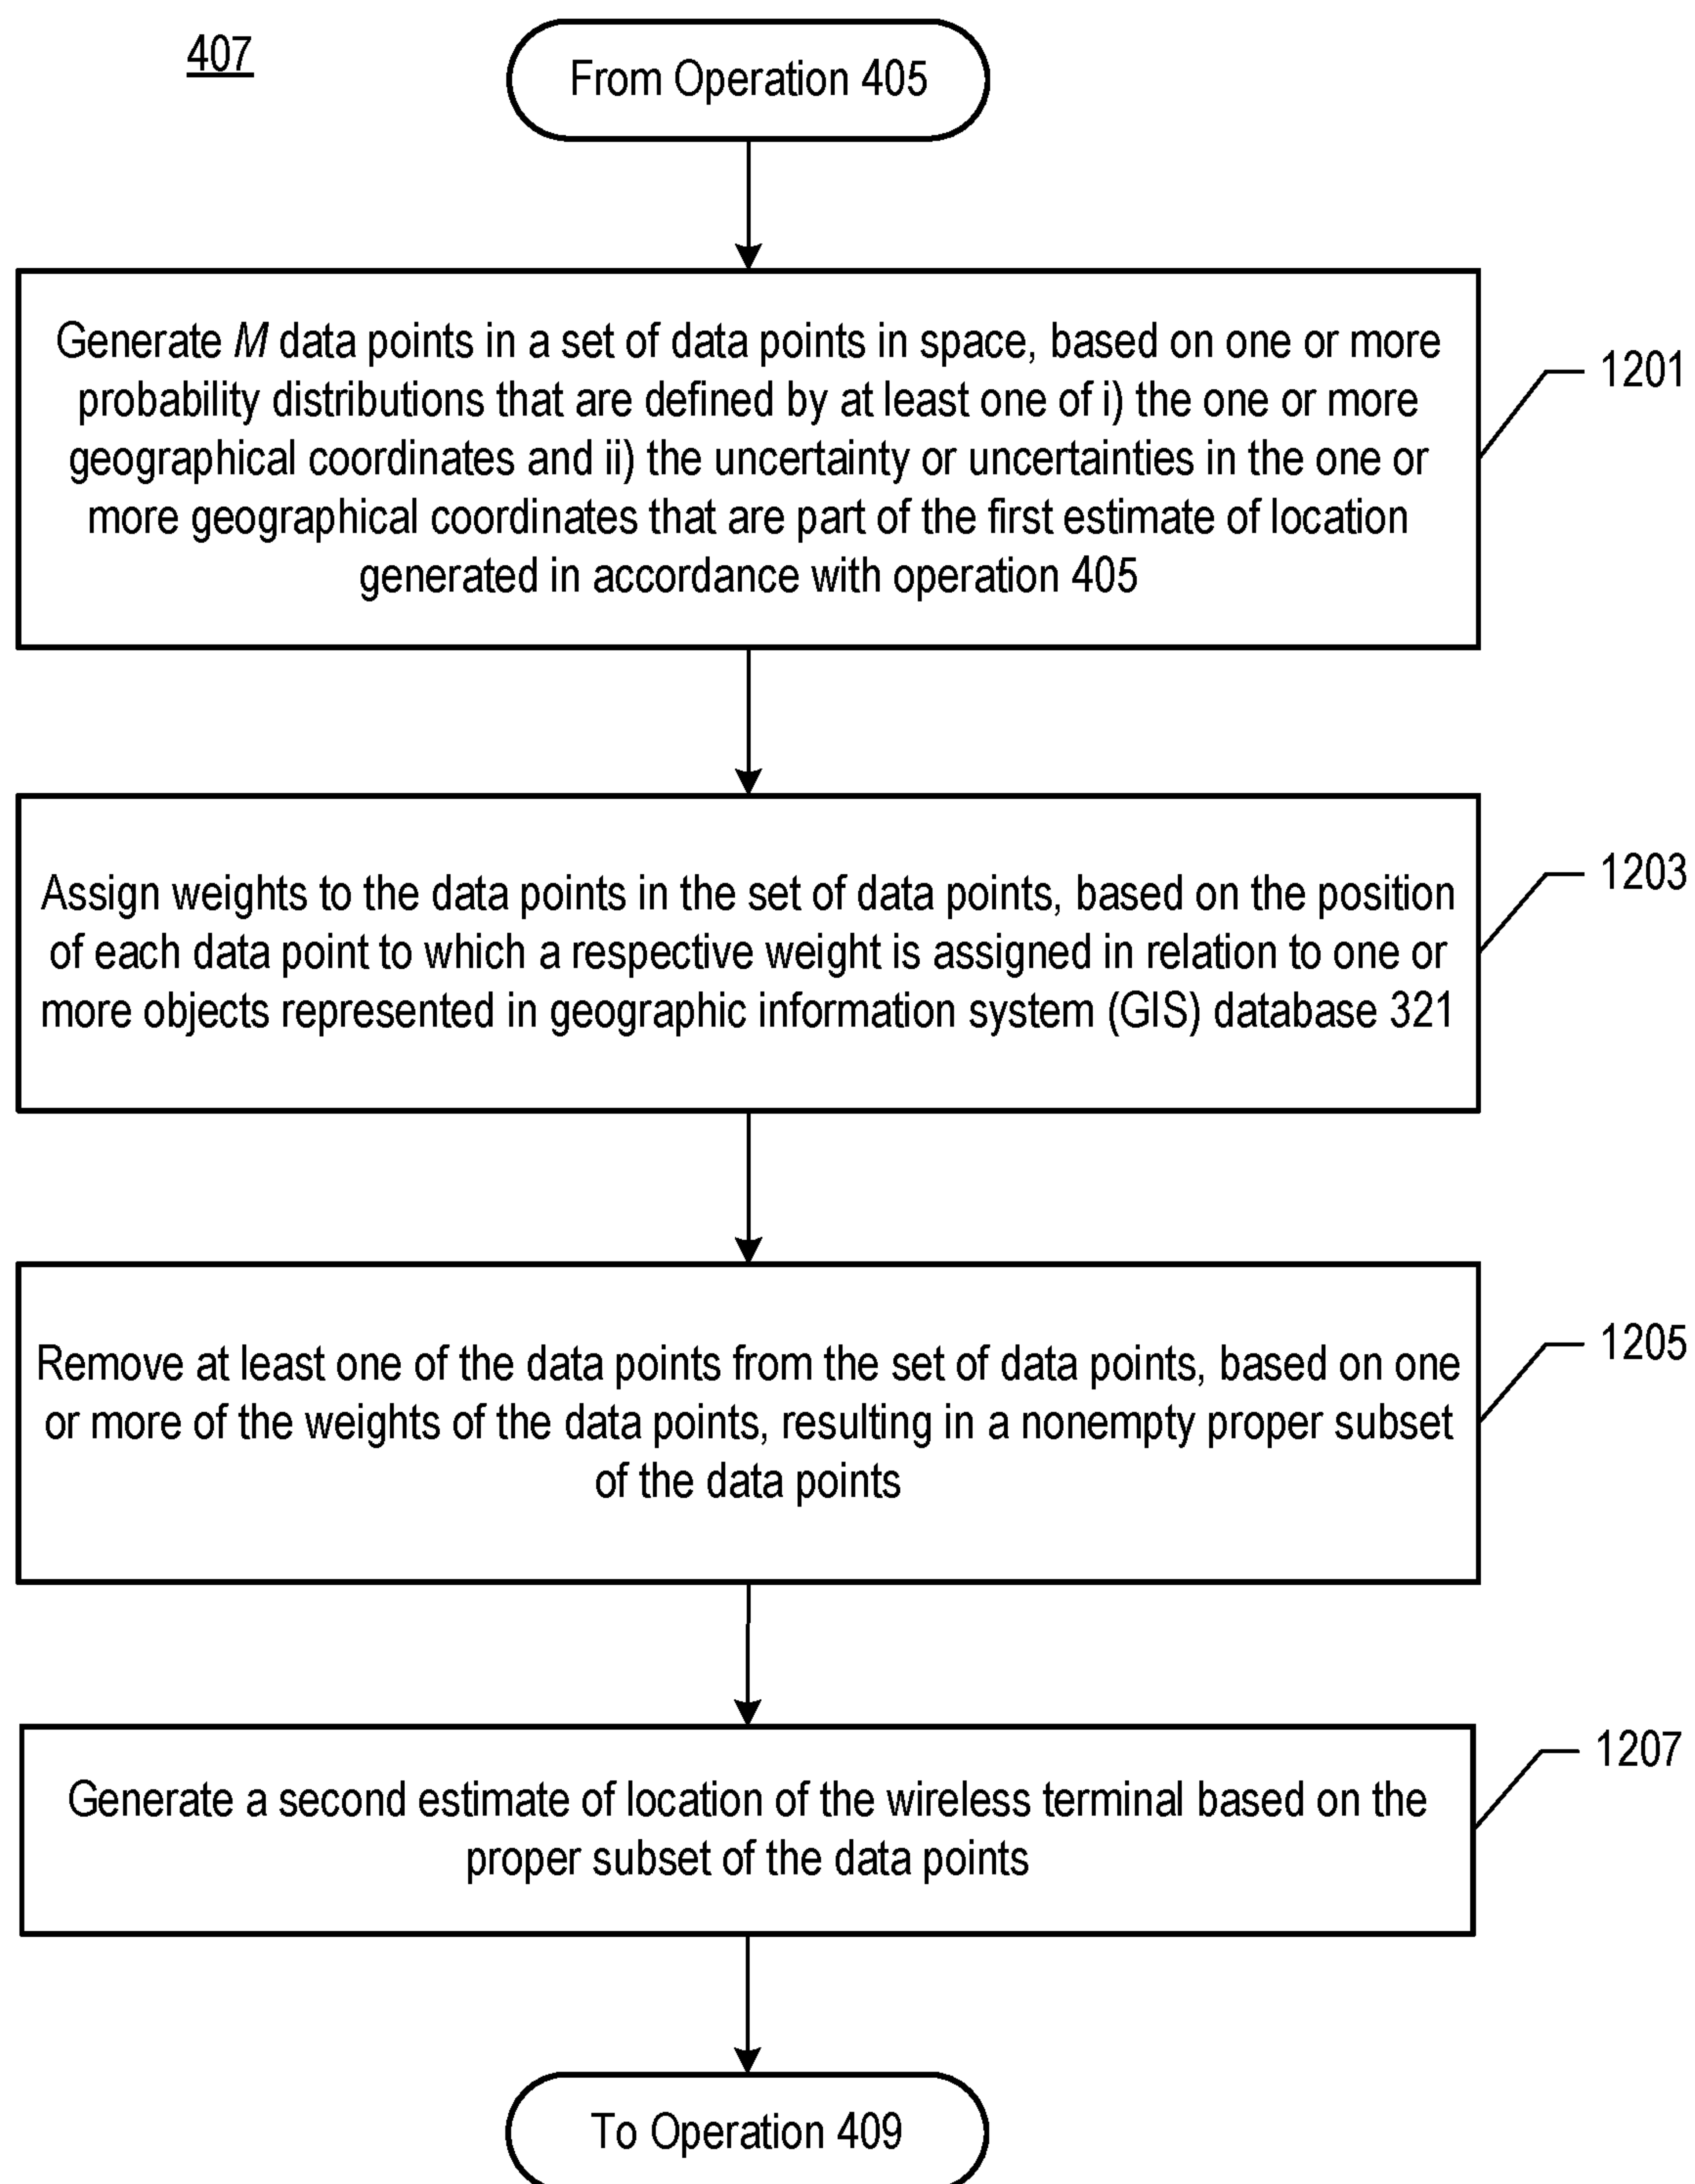 407
From Operation 405
Generate M data points in a set of data points in space, based on one or more
probability distributions that are defined by at least one of i) the one or more
geographical coordinates and ii) the uncertainty or uncertainties in the one or
more geographical coordinates that are part of the first estimate of location
generated in accordance with operation 405
1201
Assign weights to the data points in the set of data points, based on the position
of each data point to which a respective weight is assigned in relation to one or
more objects represented in geographic information system (GIS) database 321
1203
Remove at least one of the data points from the set of data points, based on one
or more of the weights of the data points, resulting in a nonempty proper subset
of the data points
1205
Generate a second estimate of location of the wireless terminal based on the
proper subset of the data points
1207
To Operation 409